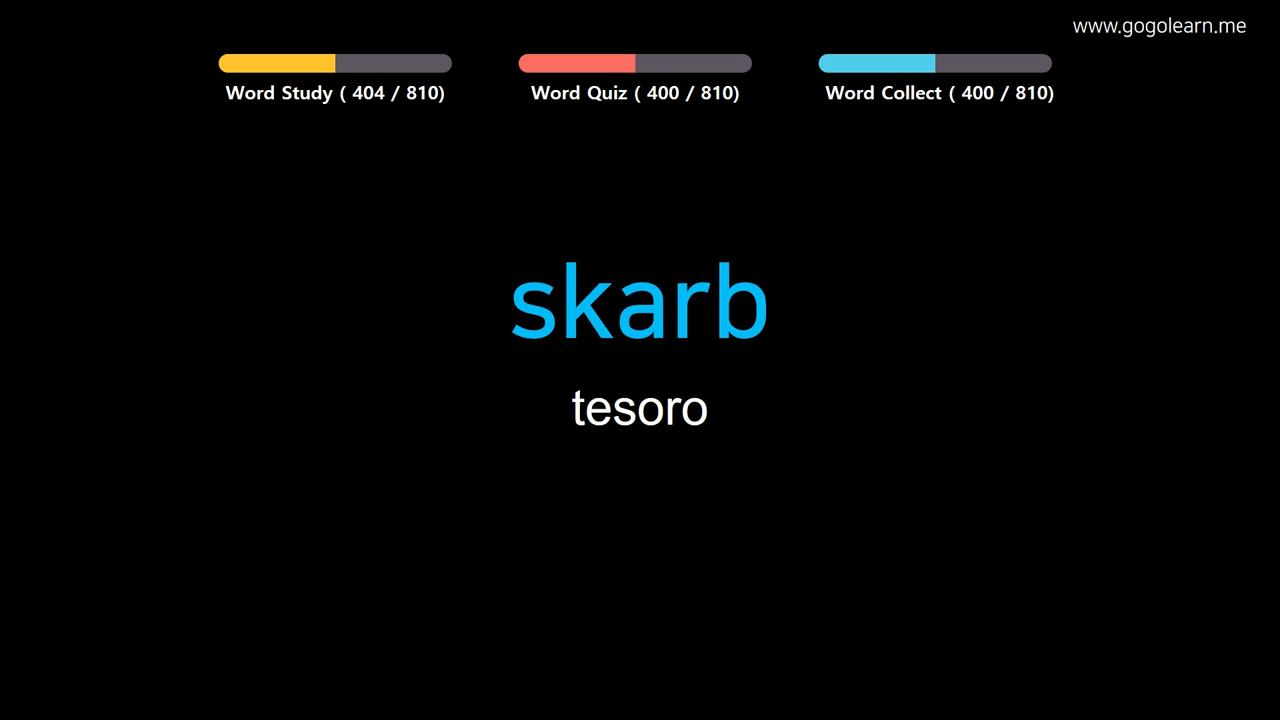 www.gogolearn.me
Word Study ( 404 / 810)
Word Quiz ( 400 / 810)
Word Collect ( 400 / 810)
skarb
tesoro